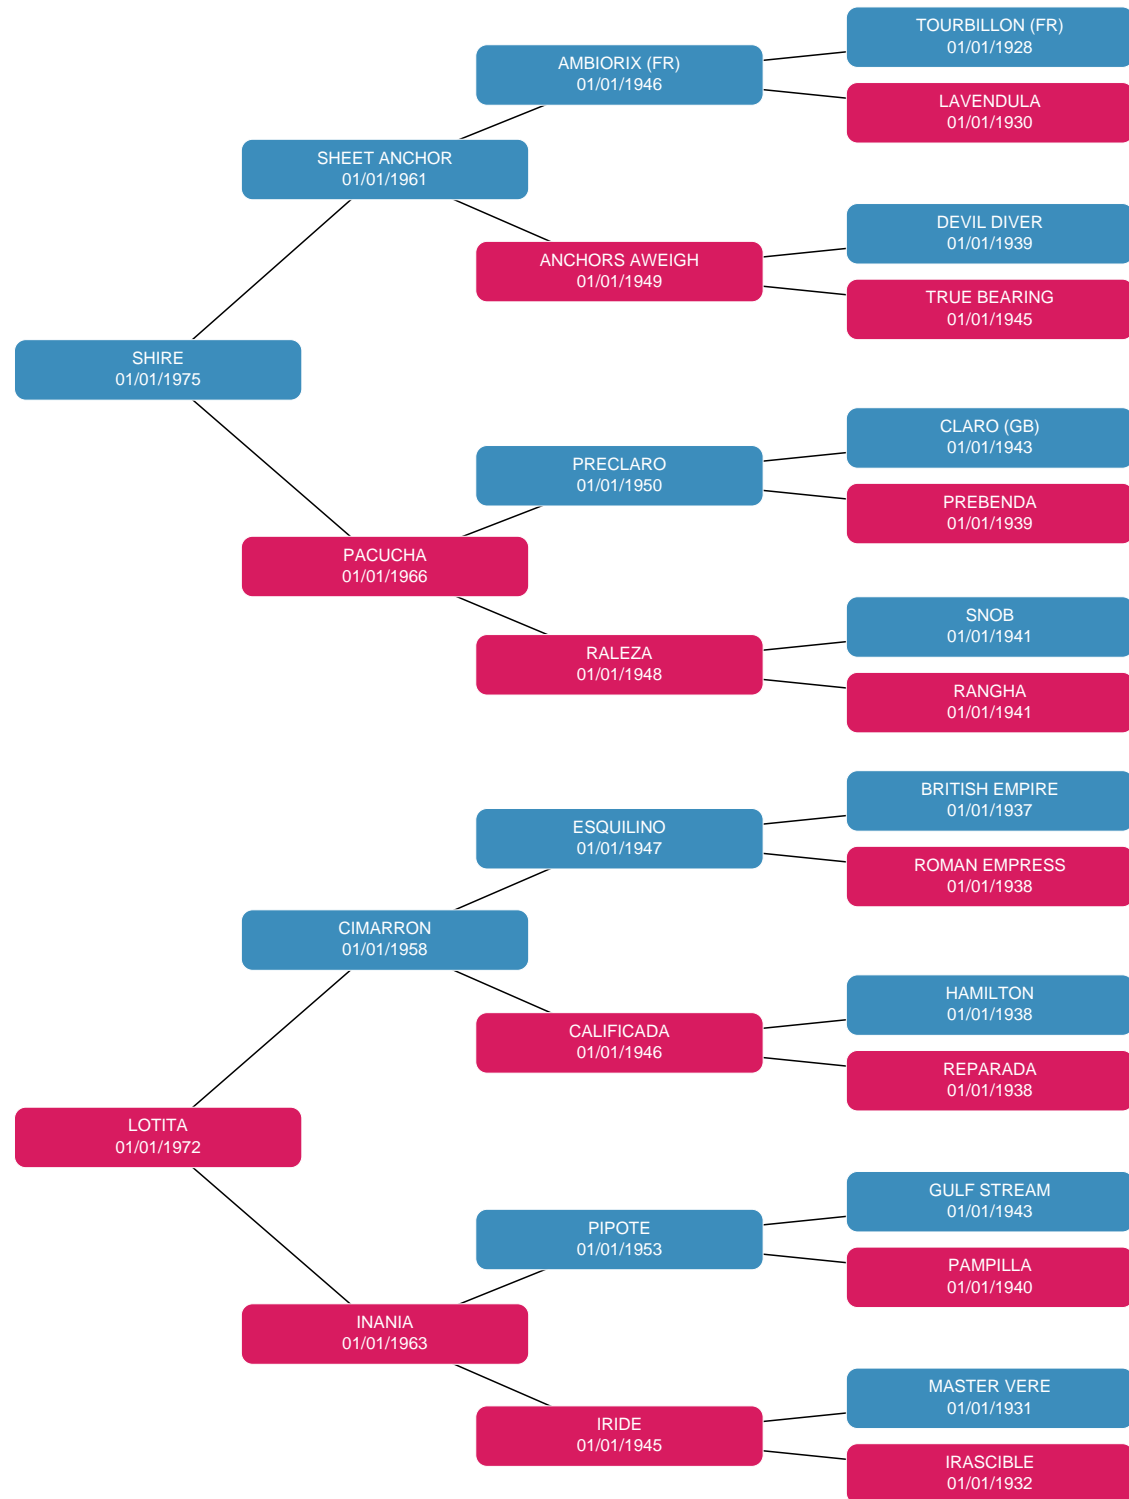 TOURBILLON (FR)
01/01/1928
AMBIORIX (FR)
01/01/1946
LAVENDULA
01/01/1930
SHEET ANCHOR
01/01/1961
DEVIL DIVER
01/01/1939
ANCHORS AWEIGH
01/01/1949
TRUE BEARING
01/01/1945
SHIRE
01/01/1975
CLARO (GB)
01/01/1943
PRECLARO
01/01/1950
PREBENDA
01/01/1939
PACUCHA
01/01/1966
SNOB
01/01/1941
RALEZA
01/01/1948
RANGHA
01/01/1941
BRITISH EMPIRE
01/01/1937
ESQUILINO
01/01/1947
ROMAN EMPRESS
01/01/1938
CIMARRON
01/01/1958
HAMILTON
01/01/1938
CALIFICADA
01/01/1946
REPARADA
01/01/1938
LOTITA
01/01/1972
GULF STREAM
01/01/1943
PIPOTE
01/01/1953
PAMPILLA
01/01/1940
INANIA
01/01/1963
MASTER VERE
01/01/1931
IRIDE
01/01/1945
IRASCIBLE
01/01/1932